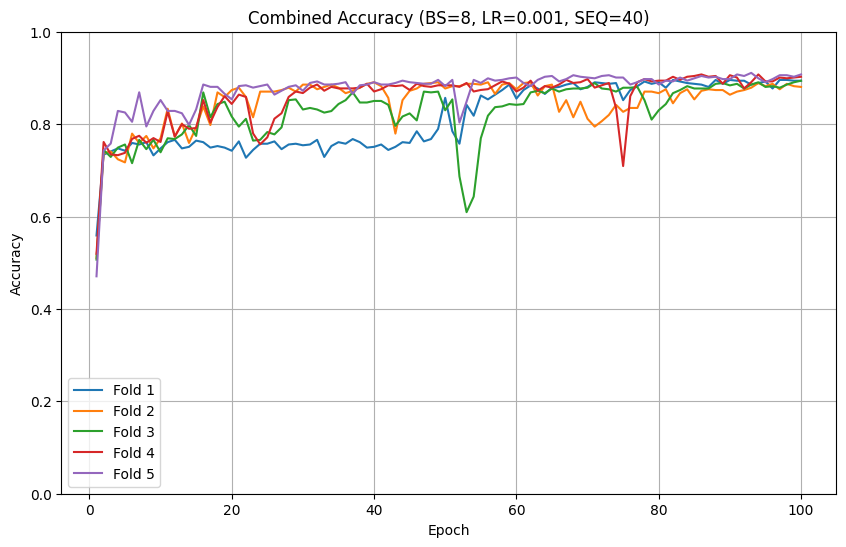 Combined Accuracy (BS=8, LR=0.001, SEQ=40)
1.0
0.8
0.6
0.4
0.2
0.0
Accuracy
Fold 1
Fold 2
Fold 3
Fold 4
Fold 5
0 20 40 60 80 100
Epoch